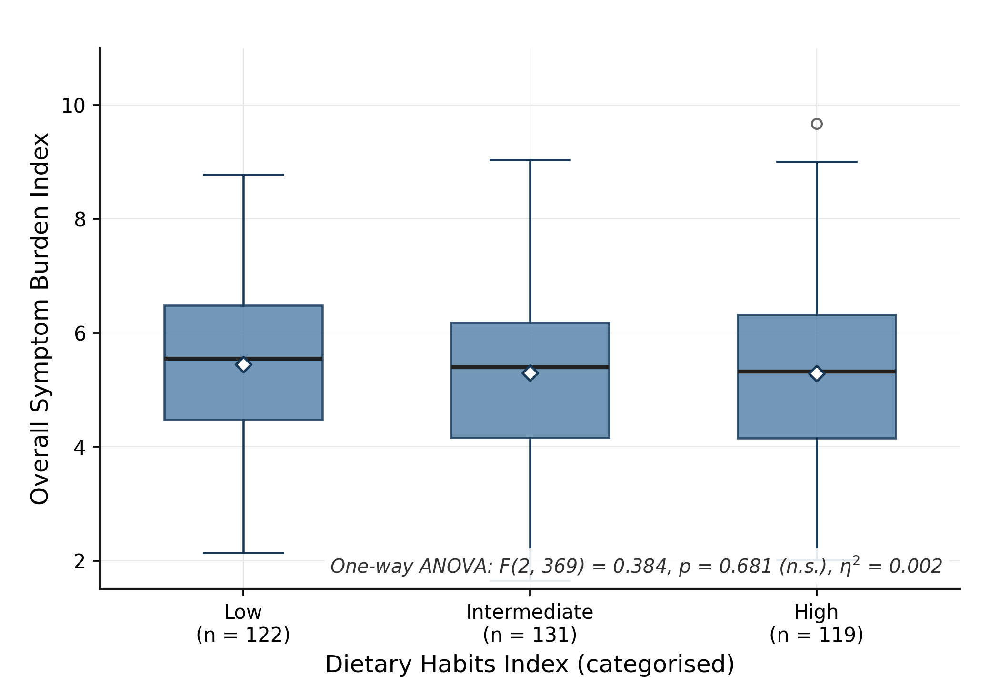 Overall Symptom Burden Index
10
8
6
4
2
One-way ANOVA: F(2, 369) = 0.384, p = 0.681 (n.s.), η² = 0.002
Low
(n = 122)
Intermediate
(n = 131)
High
(n = 119)
Dietary Habits Index (categorised)